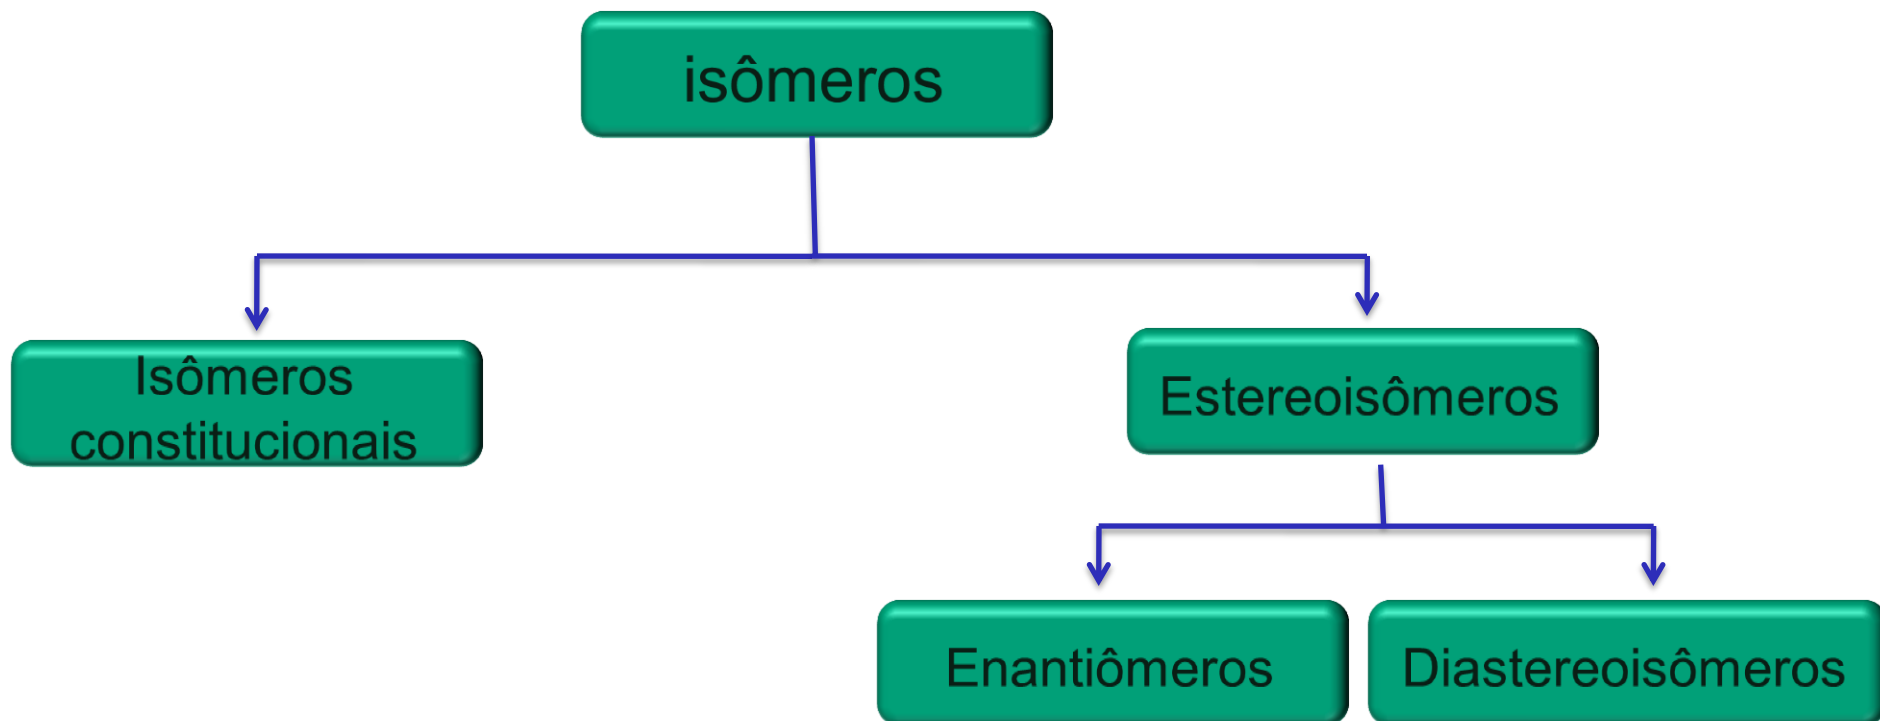 isômeros
Isômeros
constitucionais
Estereoisômeros
Enantiômeros
Diastereoisômeros